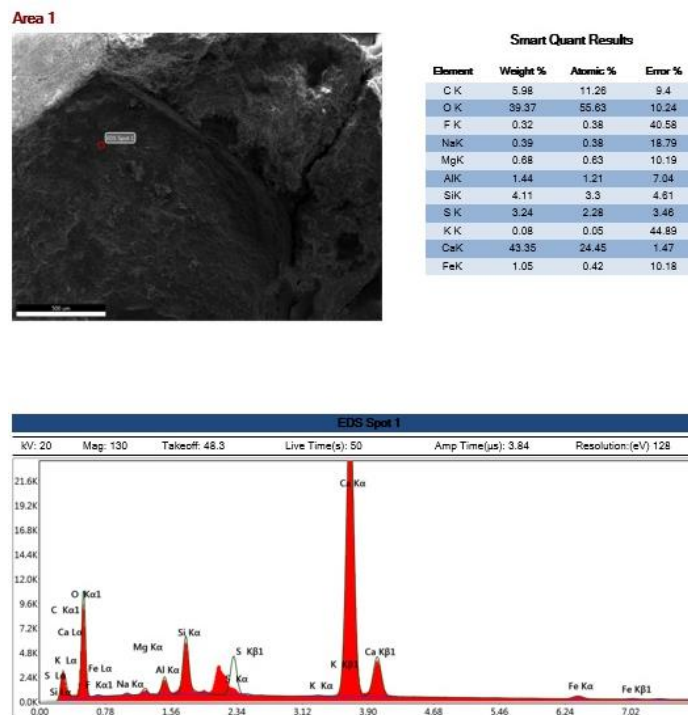 Area 1
EDS Spot 1
500 um
Smart Quant Results
Element Weight % Atomic % Error %
C K 5.98 11.26 9.4
O K 39.37 55.63 10.24
F K 0.32 0.38 40.58
NaK 0.39 0.38 18.79
MgK 0.68 0.63 10.19
AlK 1.44 1.21 7.04
SiK 4.11 3.3 4.61
S K 3.24 2.28 3.46
K K 0.08 0.05 44.89
CaK 43.35 24.45 1.47
FeK 1.05 0.42 10.18
EDS Spot 1
kV: 20 Mag: 130 Takeoff: 48.3 Live Time(s): 50 Amp Time(μs): 3.84 Resolution:(eV) 128
21.6K
Ca Kα
19.2K
16.8K
14.4K
12.0K
O Kα1
9.6K
C Kα1
7.2K
Ca Lα
Si Kα
Mg Kα
S Kβ1
Ca Kβ1
4.8K
K Lα
Fe Lα
Al Kα
K Kβ1
2.4K
S Lα
F Kα1
Na Kα
S Kα
K Kα
Fe Kα
Fe Kβ1
Si Lα
0.0K
0.00 0.78 1.56 2.34 3.12 3.90 4.68 5.46 6.24 7.02